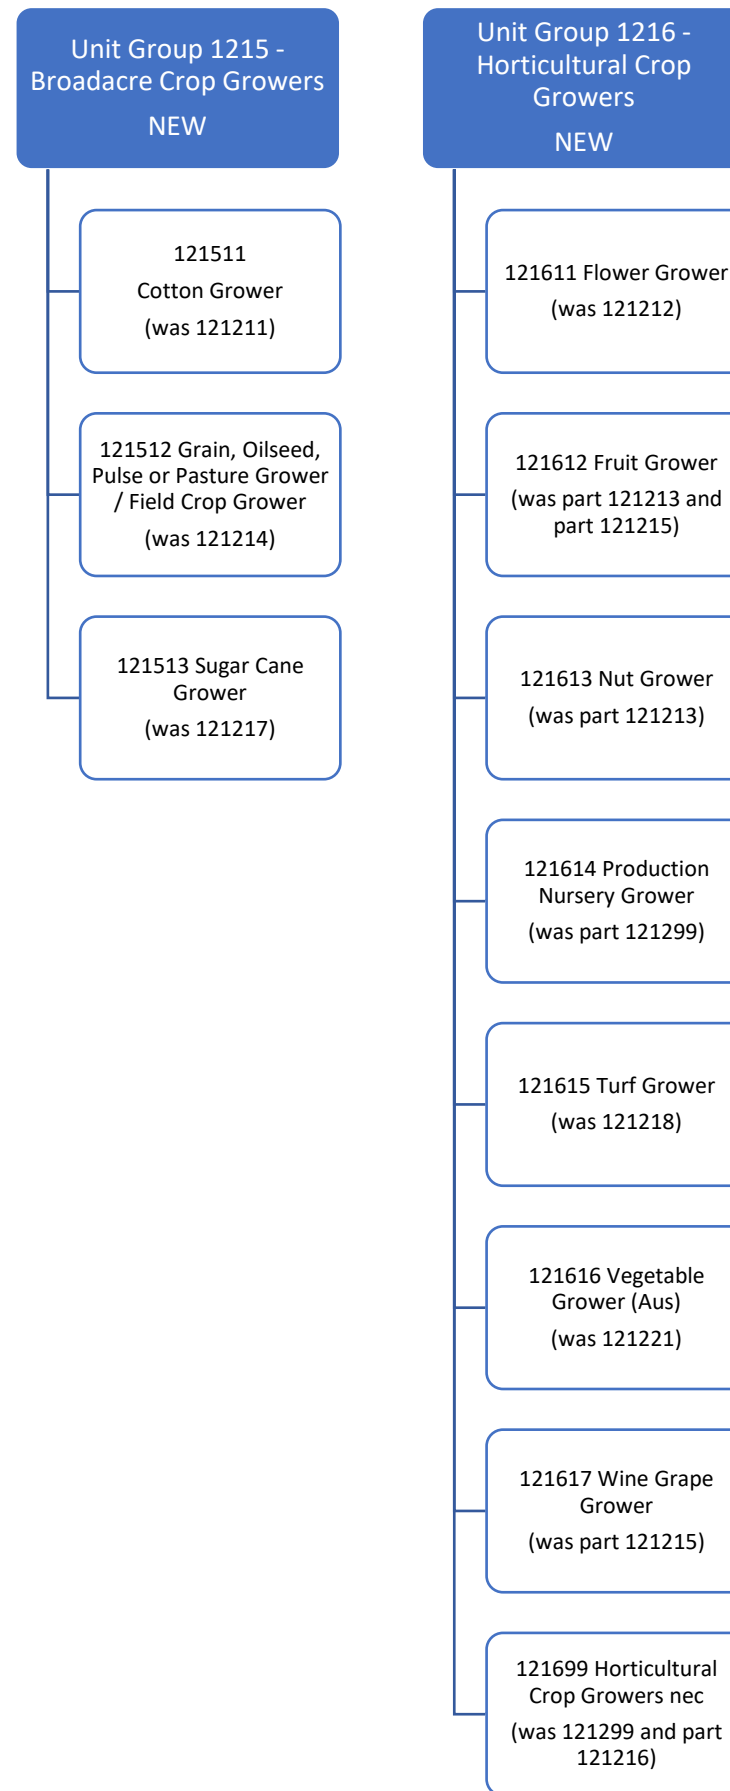 Unit Group 1215 -
Broadacre Crop Growers
NEW
121511
Cotton Grower
(was 121211)
121512 Grain, Oilseed,
Pulse or Pasture Grower
/ Field Crop Grower
(was 121214)
121513 Sugar Cane
Grower
(was 121217)
Unit Group 1216 -
Horticultural Crop
Growers
NEW
121611 Flower Grower
(was 121212)
121612 Fruit Grower
(was part 121213 and
part 121215)
121613 Nut Grower
(was part 121213)
121614 Production
Nursery Grower
(was part 121299)
121615 Turf Grower
(was 121218)
121616 Vegetable
Grower (Aus)
(was 121221)
121617 Wine Grape
Grower
(was part 121215)
121699 Horticultural
Crop Growers nec
(was 121299 and part
121216)